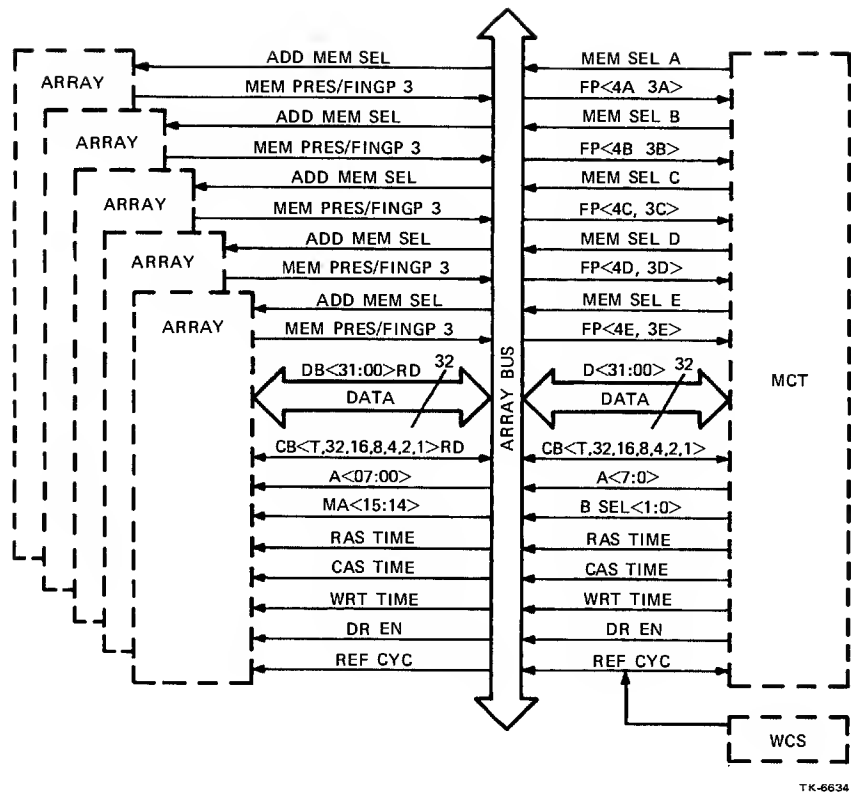 ADD MEM SEL
MEM SEL A
ARRAY
MEM PRES/FINGP 3
FP<4A 3A>
ADD MEM SEL
MEM SEL B
ARRAY
MEM PRES/FINGP 3
FP<4B 3B>
ADD MEM SEL
MEM SEL C
ARRAY
MEM PRES/FINGP 3
FP<4C, 3C>
ADD MEM SEL
MEM SEL D
ARRAY
MEM PRES/FINGP 3
FP<4D, 3D>
ADD MEM SEL
MEM SEL E
ARRAY
MEM PRES/FINGP 3
FP<4E, 3E>
DB<31:00>RD
32
D<31:00>
32
DATA
ARRAY BUS
DATA
MCT
CB<T,32,16,8,4,2,1>RD
CB<T,32,16,8,4,2,1>
A<07:00>
A<7:0>
MA<15:14>
B SEL<1:0>
RAS TIME
RAS TIME
CAS TIME
CAS TIME
WRT TIME
WRT TIME
DR EN
DR EN
REF CYC
REF CYC
WCS
TK-6634